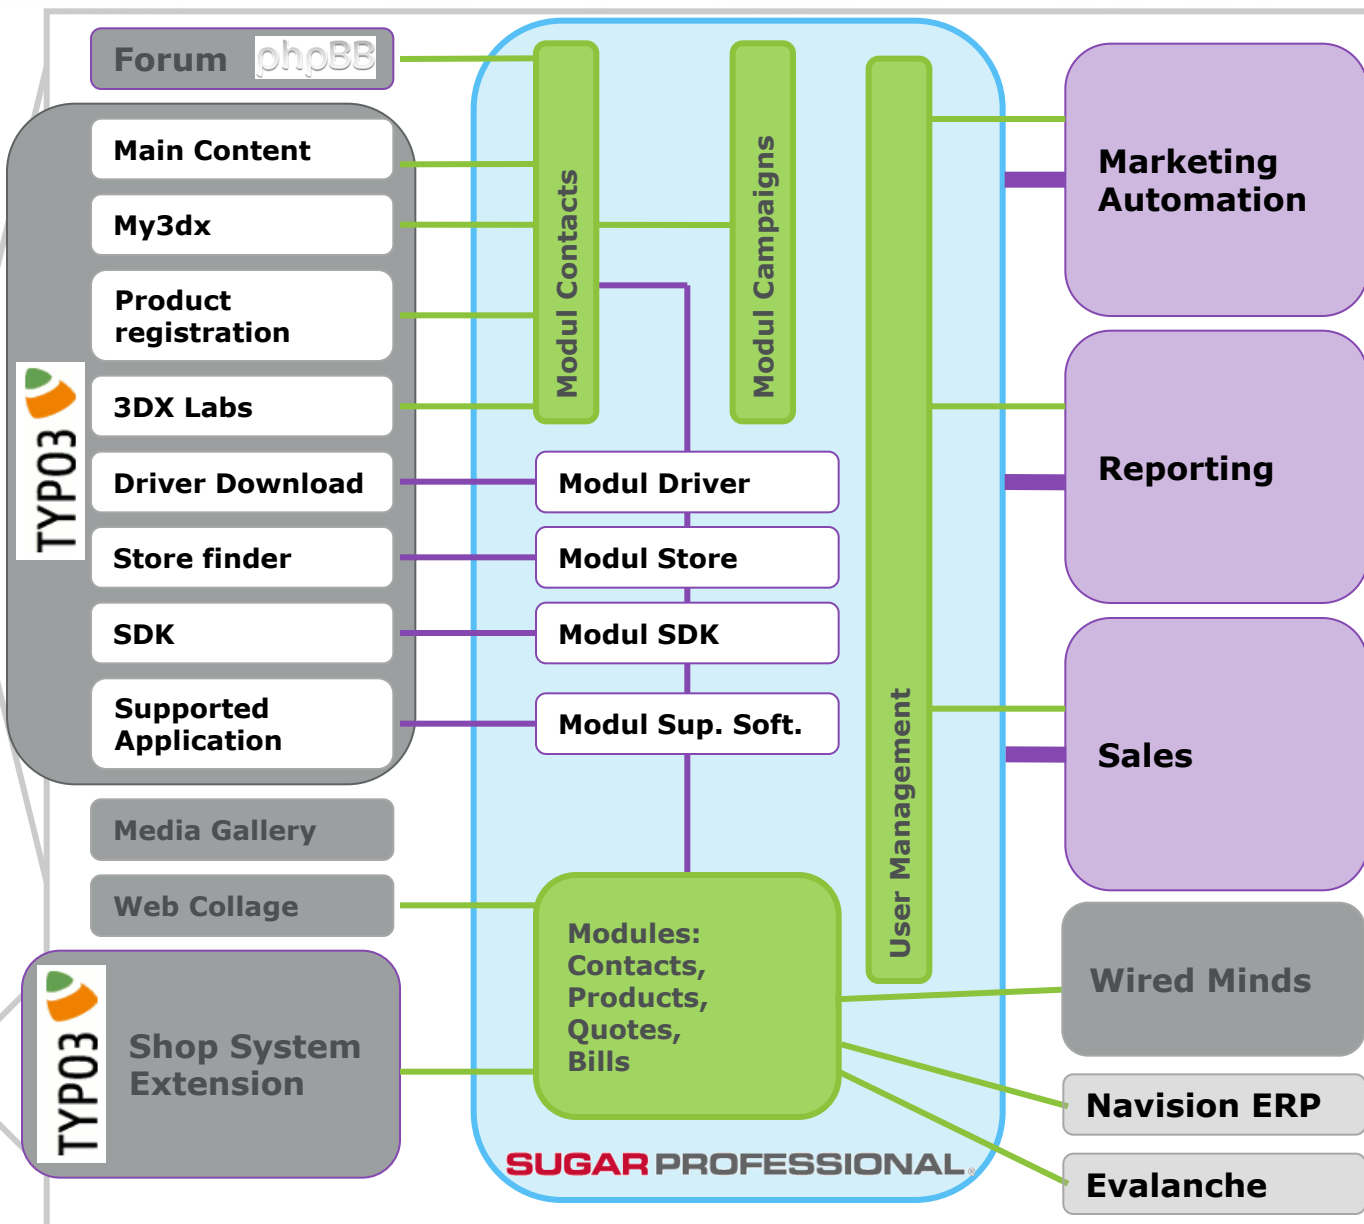 Forum phpBB
Main Content
My3dx
Product
registration
3DX Labs
Driver Download
Store finder
SDK
Supported
Application
TYPO3
Media Gallery
Web Collage
TYPO3
Shop System
Extension
Modul Contacts
Modul Campaigns
User Management
Modul Driver
Modul Store
Modul SDK
Modul Sup. Soft.
Modules:
Contacts,
Products,
Quotes,
Bills
SUGAR PROFESSIONAL®
Marketing
Automation
Reporting
Sales
Wired Minds
Navision ERP
Evalanche